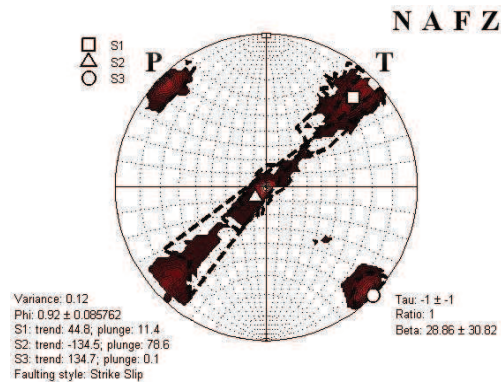 N A F Z
S1
S2
S3
P
T
Variance: 0.12
Phi: 0.92 ± 0.085762
S1: trend: 44.8; plunge: 11.4
S2: trend: -134.5; plunge: 78.6
S3: trend: 134.7; plunge: 0.1
Faulting style: Strike Slip
Tau: -1 ± -1
Ratio: 1
Beta: 28.86 ± 30.82